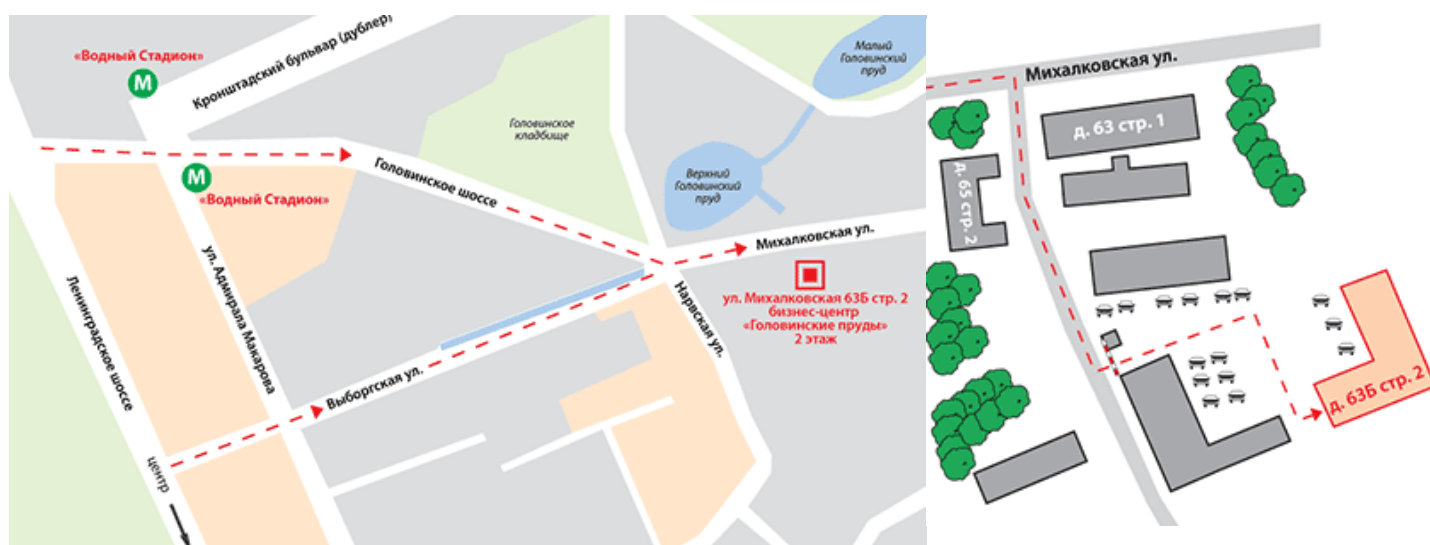 «Водный Стадион»
М
Кронштадский бульвар (дублер)
Малый
Головинский
пруд
Головинское
кладбище
Головинское шоссе
М
«Водный Стадион»
Верхний
Головинский
пруд
Михалковская ул.
ул. Михалковская 63Б стр. 2
бизнес-центр
«Головинские пруды»
2 этаж
Ленинградское шоссе
ул. Адмирала Макарова
Нарвская ул.
Выборгская ул.
центр
Михалковская ул.
д. 63 стр. 1
д. 65 стр. 2
д. 63Б стр. 2